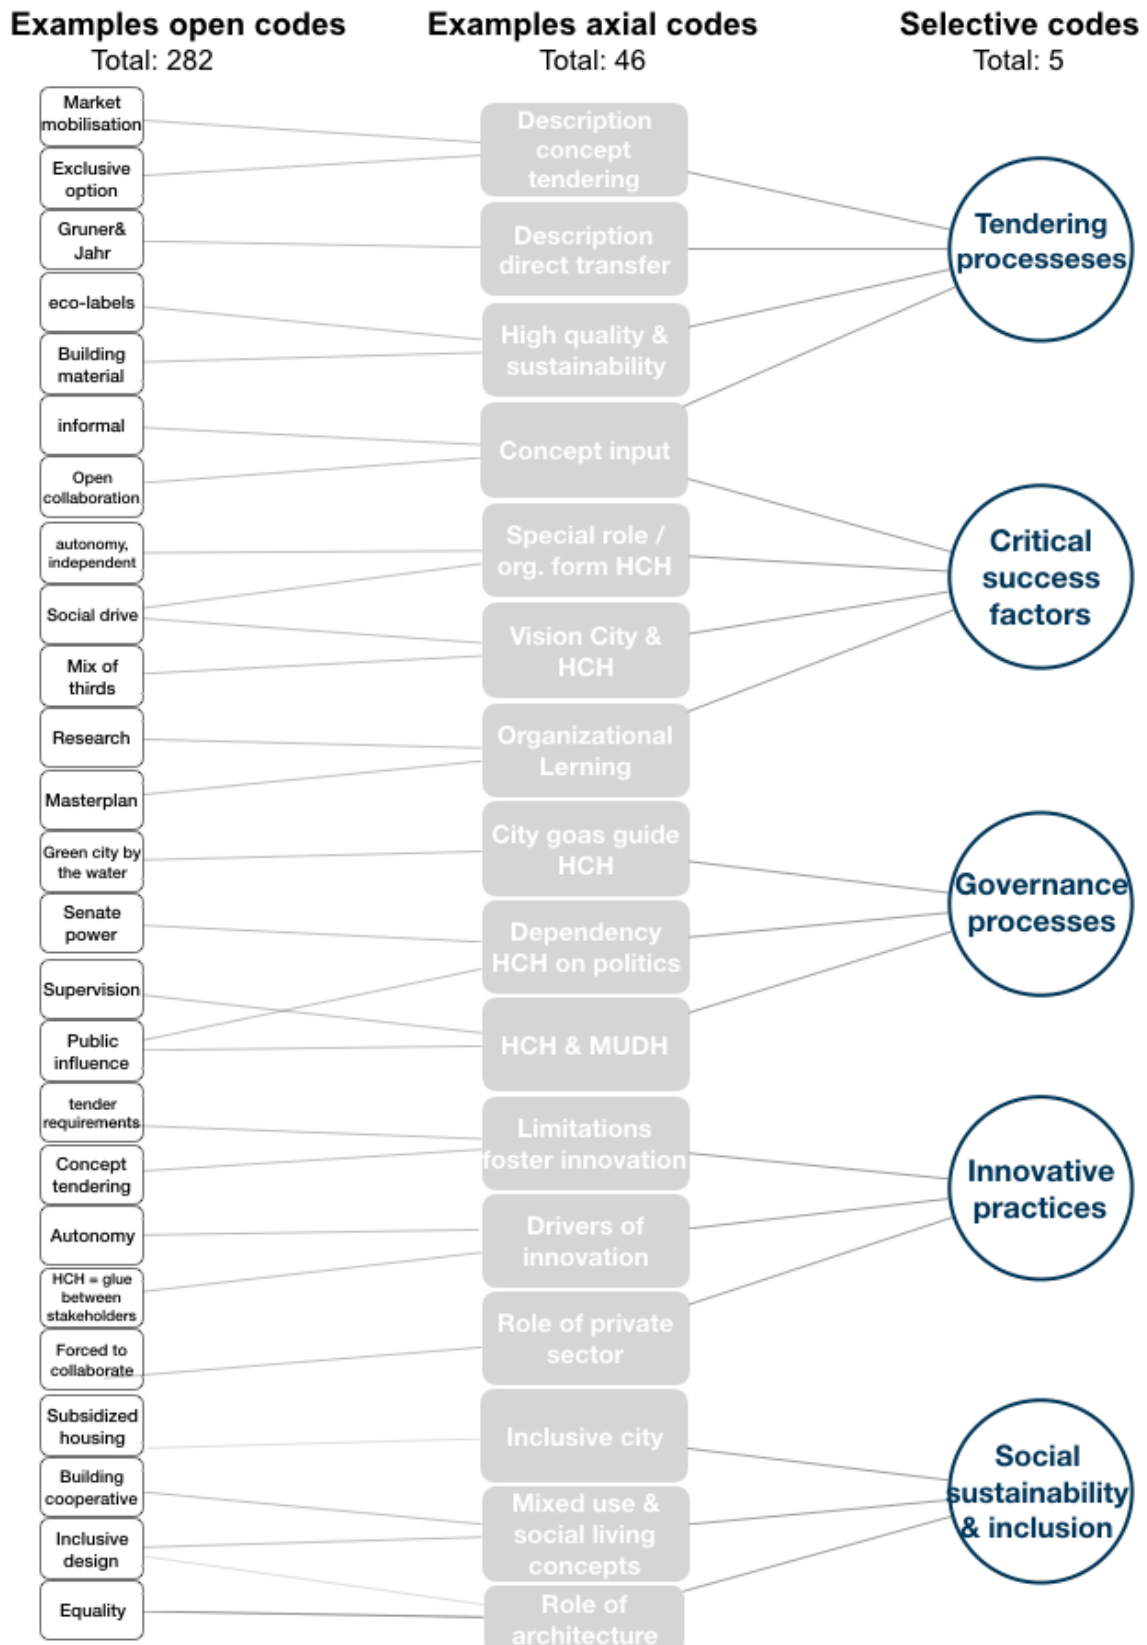 Examples open codes
Total: 282
Examples axial codes
Total: 46
Selective codes
Total: 5
Market
mobilisation
Exclusive
option
Gruner&
Jahr
eco-labels
Building
material
informal
Open
collaboration
autonomy,
independent
Social drive
Mix of
thirds
Research
Masterplan
Green city by
the water
Senate
power
Supervision
Public
influence
tender
requirements
Concept
tendering
Autonomy
HCH = glue
between
stakeholders
Forced to
collaborate
Subsidized
housing
Building
cooperative
Inclusive
design
Equality
Description
concept
tendering
Description
direct transfer
High quality &
sustainability
Concept input
Special role /
org. form HCH
Vision City &
HCH
Organizational
Lerning
City goas guide
HCH
Dependency
HCH on politics
HCH & MUDH
Limitations
foster innovation
Drivers of
innovation
Role of private
sector
Inclusive city
Mixed use &
social living
concepts
Role of
architecture
Tendering
processeses
Critical
success
factors
Governance
processes
Innovative
practices
Social
sustainability
& inclusion